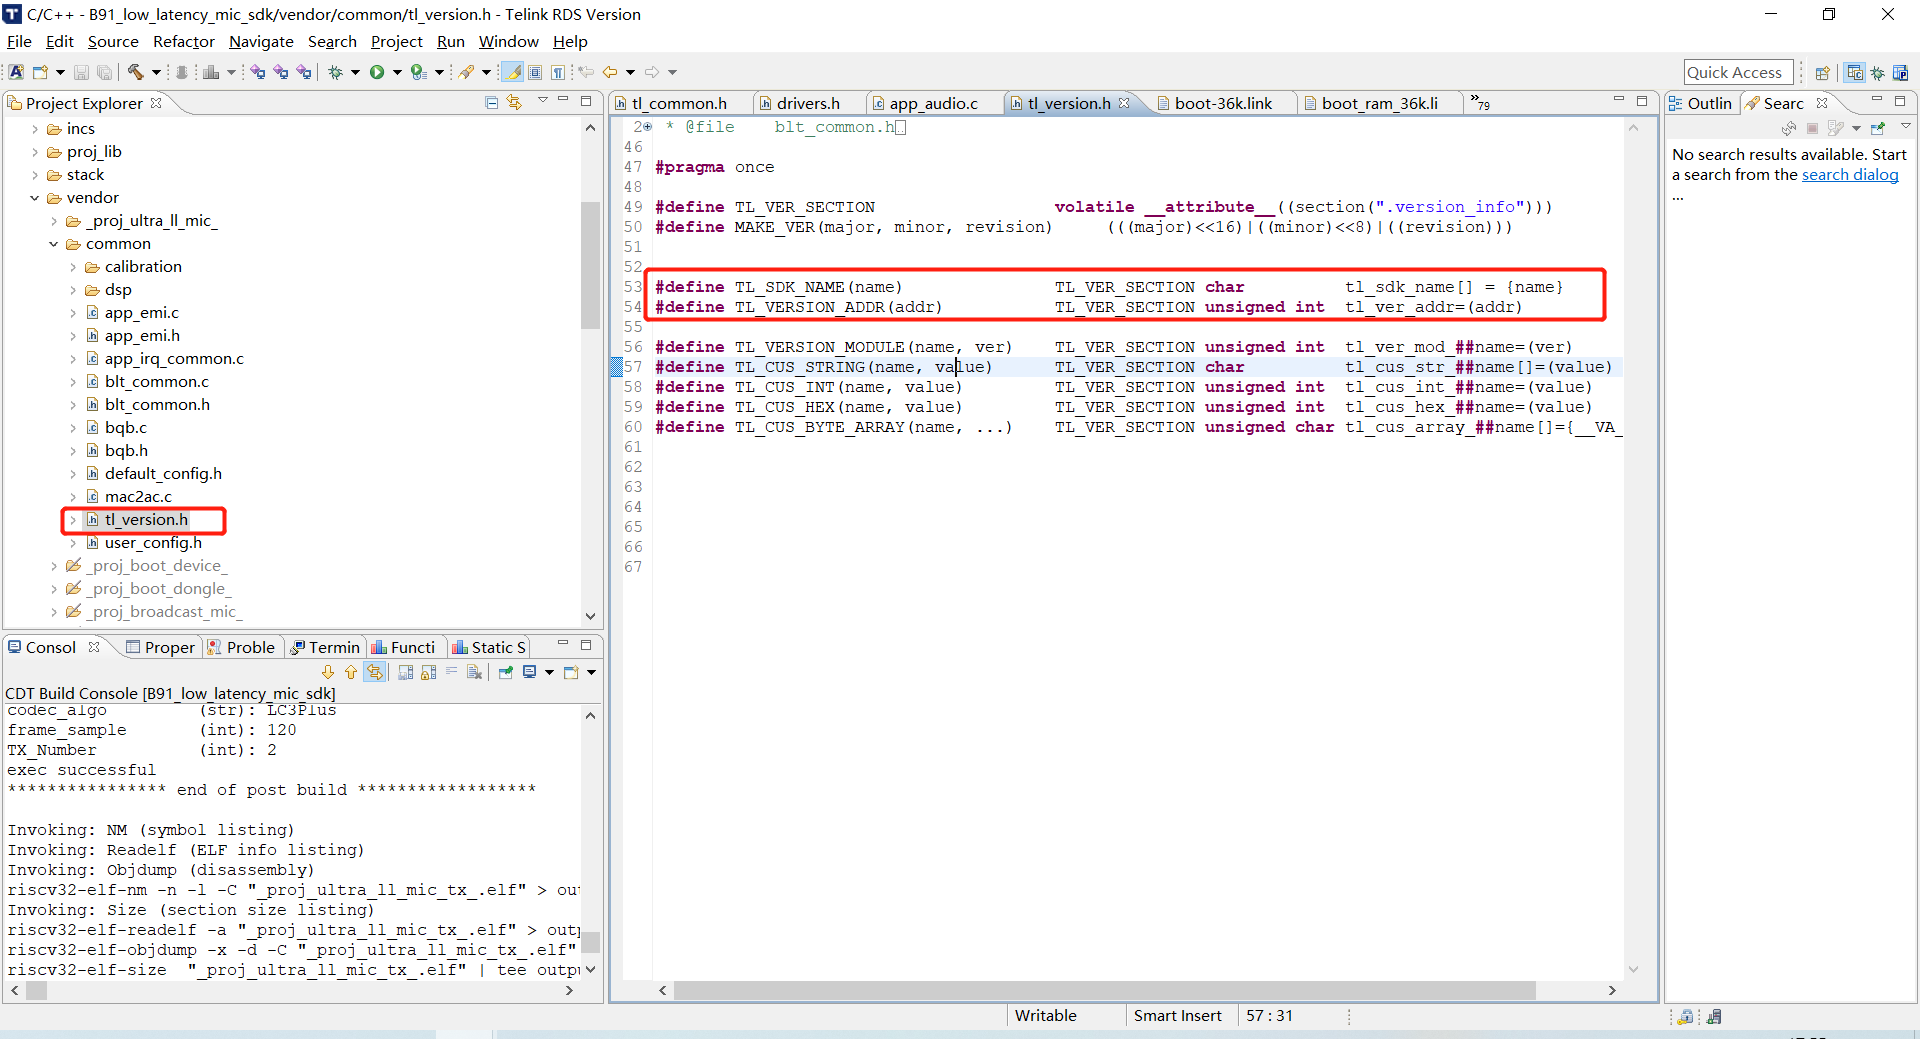 C/C++ - B91_low_latency_mic_sdk/vendor/common/tl_version.h - Telink RDS Version
File Edit Source Refactor Navigate Search Project Run Window Help
Quick Access
Project Explorer
incs
proj_lib
stack
vendor
_proj_ultra_ll_mic_
common
calibration
dsp
app_emi.c
app_emi.h
app_irq_common.c
blt_common.c
blt_common.h
bqb.c
bqb.h
default_config.h
mac2ac.c
tl_version.h
user_config.h
_proj_boot_device_
_proj_boot_dongle_
_proj_broadcast_mic_
Consol Proper Proble Termin Functi Static S
CDT Build Console [B91_low_latency_mic_sdk]
codec_algo (str): LC3Plus
frame_sample (int): 120
TX_Number (int): 2
exec successful
**************** end of post build ******************
Invoking: NM (symbol listing)
Invoking: Readelf (ELF info listing)
Invoking: Objdump (disassembly)
riscv32-elf-nm -n -l -C "_proj_ultra_ll_mic_tx_.elf" > ou
Invoking: Size (section size listing)
riscv32-elf-readelf -a "_proj_ultra_ll_mic_tx_.elf" > outp
riscv32-elf-objdump -x -d -C "_proj_ultra_ll_mic_tx_.elf"
riscv32-elf-size "_proj_ultra_ll_mic_tx_.elf" | tee outpu
tl_common.h drivers.h app_audio.c tl_version.h boot-36k.link boot_ram_36k.li »79
2 * @file blt_common.h
46
47 #pragma once
48
49 #define TL_VER_SECTION volatile __attribute__((section(".version_info")))
50 #define MAKE_VER(major, minor, revision) (((major)<<16)|((minor)<<8)|((revision)))
51
52
53 #define TL_SDK_NAME(name) TL_VER_SECTION char tl_sdk_name[] = {name}
54 #define TL_VERSION_ADDR(addr) TL_VER_SECTION unsigned int tl_ver_addr=(addr)
55
56 #define TL_VERSION_MODULE(name, ver) TL_VER_SECTION unsigned int tl_ver_mod_##name=(ver)
57 #define TL_CUS_STRING(name, value) TL_VER_SECTION char tl_cus_str_##name[]=(value)
58 #define TL_CUS_INT(name, value) TL_VER_SECTION unsigned int tl_cus_int_##name=(value)
59 #define TL_CUS_HEX(name, value) TL_VER_SECTION unsigned int tl_cus_hex_##name=(value)
60 #define TL_CUS_BYTE_ARRAY(name, ...) TL_VER_SECTION unsigned char tl_cus_array_##name[]={__VA_
61
62
63
64
65
66
67
Outlin Searc
No search results available. Start
a search from the search dialog
...
Writable Smart Insert 57 : 31